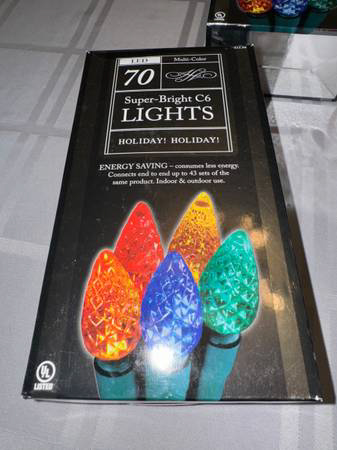 LED
Multi-Color
70
Super-Bright C6
LIGHTS
HOLIDAY! HOLIDAY!
ENERGY SAVING – consumes less energy.
Connects end to end up to 43 sets of the
same product. Indoor & outdoor use.
UL
LISTED
UL